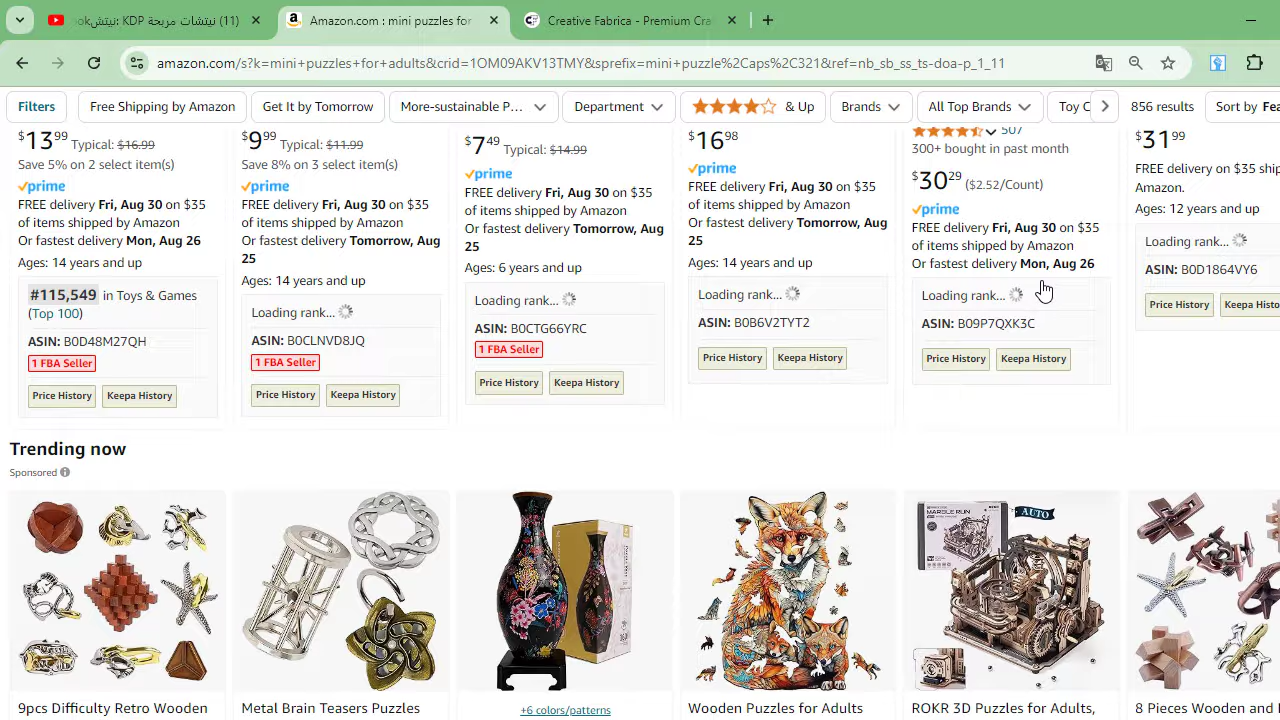 نيتشook نيتشات مربحة KDP: (11)
Amazon.com : mini puzzles for
Creative Fabrica - Premium Cra
amazon.com/s?k=mini+puzzles+for+adults&crid=1OM09AKV13TMY&sprefix=mini+puzzle%2Caps%2C321&ref=nb_sb_ss_ts-doa-p_1_11
Filters
Free Shipping by Amazon
Get It by Tomorrow
More-sustainable P...
Department
& Up
Brands
All Top Brands
Toy C
856 results
Sort by Fea
$13.99 Typical: $16.99
Save 5% on 2 select item(s)
prime
FREE delivery Fri, Aug 30 on $35
of items shipped by Amazon
Or fastest delivery Mon, Aug 26
Ages: 14 years and up
#115,549 in Toys & Games
(Top 100)
ASIN: B0D48M27QH
1 FBA Seller
Price History
Keepa History
$9.99 Typical: $11.99
Save 8% on 3 select item(s)
prime
FREE delivery Fri, Aug 30 on $35
of items shipped by Amazon
Or fastest delivery Tomorrow, Aug
25
Ages: 14 years and up
Loading rank...
ASIN: B0CLNVD8JQ
1 FBA Seller
Price History
Keepa History
$7.49 Typical: $14.99
prime
FREE delivery Fri, Aug 30 on $35
of items shipped by Amazon
Or fastest delivery Tomorrow, Aug
25
Ages: 6 years and up
Loading rank...
ASIN: B0CTG66YRC
1 FBA Seller
Price History
Keepa History
$16.98
prime
FREE delivery Fri, Aug 30 on $35
of items shipped by Amazon
Or fastest delivery Tomorrow, Aug
25
Ages: 14 years and up
Loading rank...
ASIN: B0B6V2TYT2
Price History
Keepa History
507
300+ bought in past month
$30.29 ($2.52/Count)
prime
FREE delivery Fri, Aug 30 on $35
of items shipped by Amazon
Or fastest delivery Mon, Aug 26
Loading rank...
ASIN: B09P7QXK3C
Price History
Keepa History
$31.99
FREE delivery on $35 ship
Amazon.
Ages: 12 years and up
Loading rank...
ASIN: B0D1864VY6
Price History
Keepa Histo
Trending now
Sponsored
MARBLE RUN
AUTO
9pcs Difficulty Retro Wooden
Metal Brain Teasers Puzzles
+6 colors/patterns
Wooden Puzzles for Adults
ROKR 3D Puzzles for Adults,
8 Pieces Wooden and